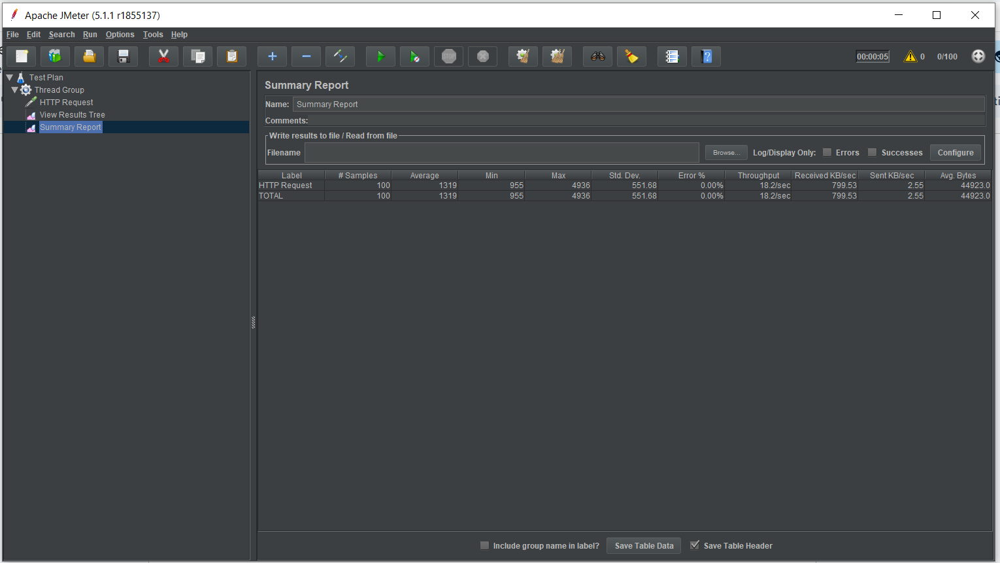 Apache JMeter (5.1.1 r1855137)
File Edit Search Run Options Tools Help
STOP 00:00:05 0 0/100
Test Plan
Thread Group
HTTP Request
View Results Tree
Summary Report
Summary Report
Name: Summary Report
Comments:
Write results to file / Read from file
Filename Browse... Log/Display Only: Errors Successes Configure
Label # Samples Average Min Max Std. Dev. Error % Throughput Received KB/sec Sent KB/sec Avg. Bytes
HTTP Request 100 1319 955 4936 551.68 0.00% 18.2/sec 799.53 2.55 44923.0
TOTAL 100 1319 955 4936 551.68 0.00% 18.2/sec 799.53 2.55 44923.0
Include group name in label? Save Table Data Save Table Header